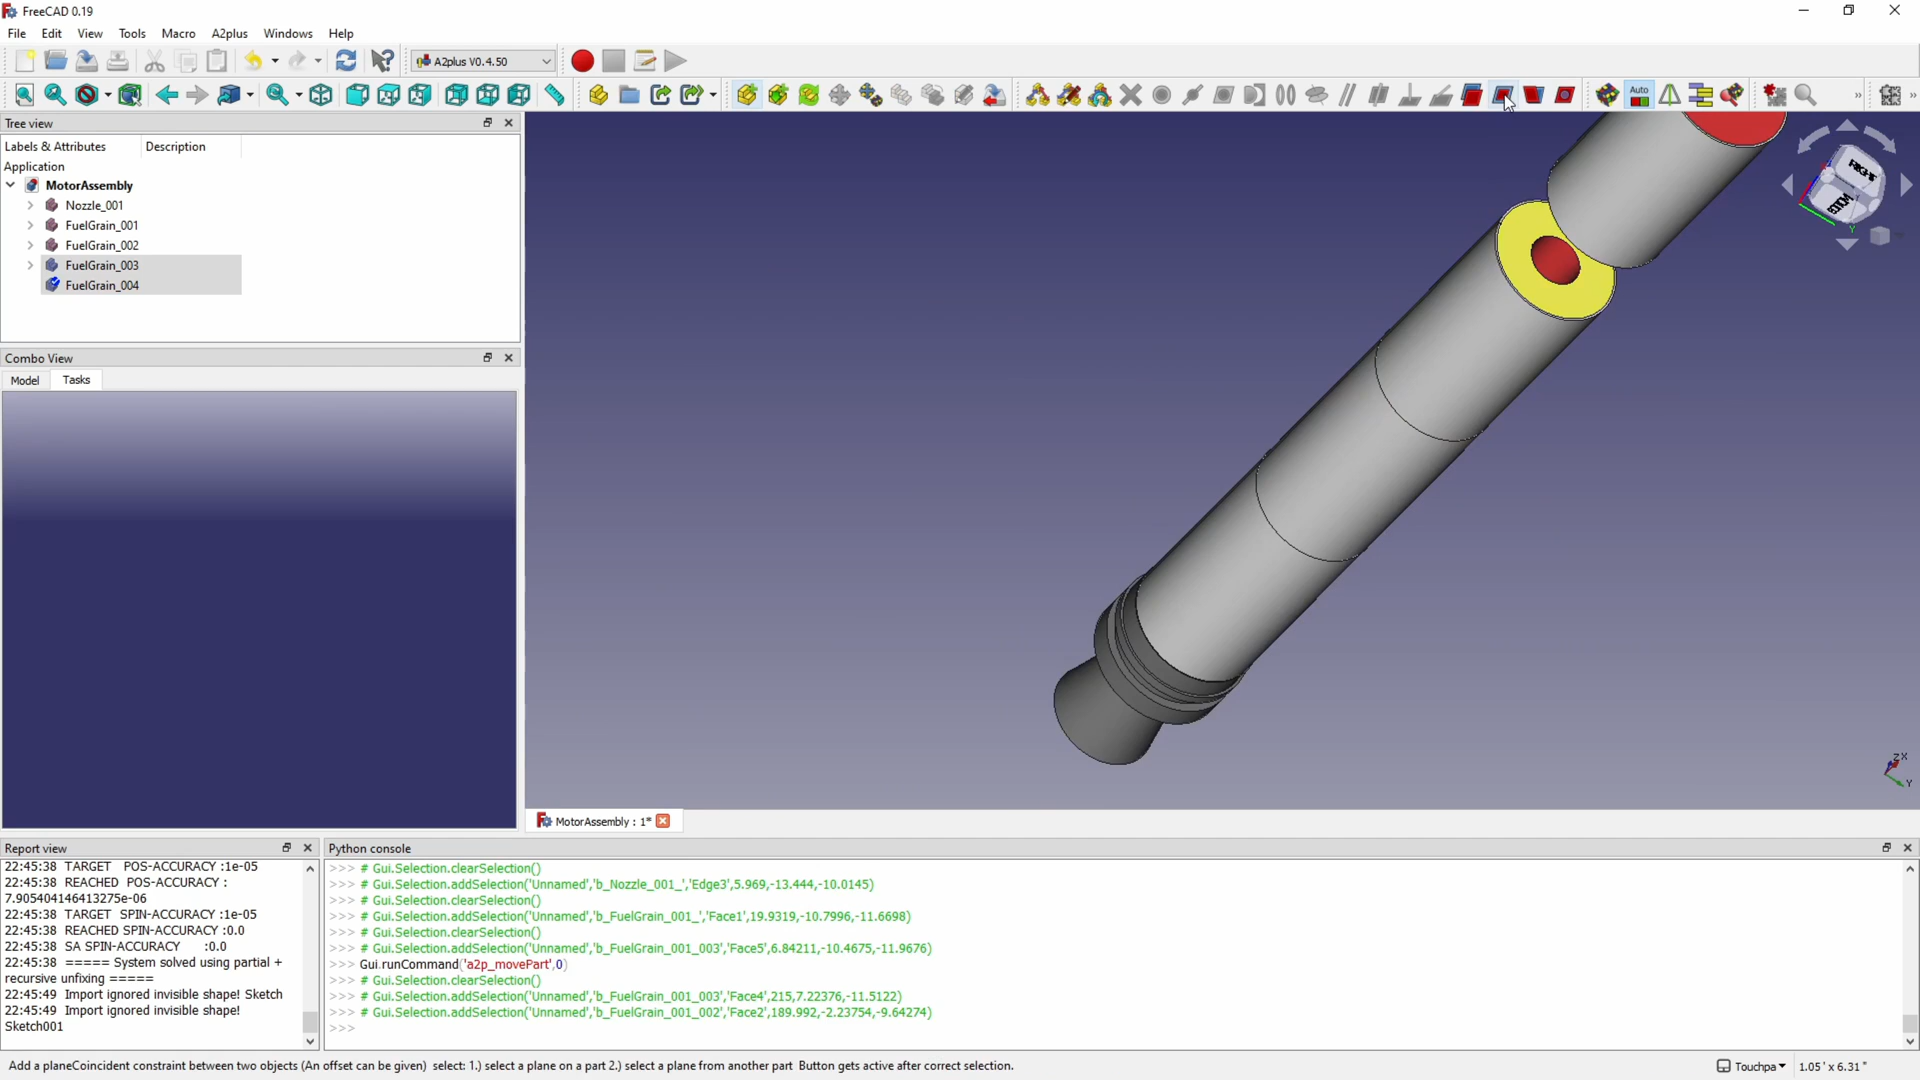 FreeCAD 0.19
File Edit View Tools Macro A2plus Windows Help
A2plus V0.4.50
Auto
Tree view
Labels & Attributes Description
Application
MotorAssembly
Nozzle_001
FuelGrain_001
FuelGrain_002
FuelGrain_003
FuelGrain_004
Combo View
Model Tasks
RIGHT
BOTTOM
Y
Z X
Y
MotorAssembly : 1*
Report view
22:45:38 TARGET POS-ACCURACY :1e-05
22:45:38 REACHED POS-ACCURACY :
7.905404146413275e-06
22:45:38 TARGET SPIN-ACCURACY :1e-05
22:45:38 REACHED SPIN-ACCURACY :0.0
22:45:38 SA SPIN-ACCURACY :0.0
22:45:38 ===== System solved using partial +
recursive unfixing =====
22:45:49 Import ignored invisible shape! Sketch
22:45:49 Import ignored invisible shape!
Sketch001
Python console
>>> # Gui.Selection.clearSelection()
>>> # Gui.Selection.addSelection('Unnamed','b_Nozzle_001_','Edge3',5.969,-13.444,-10.0145)
>>> # Gui.Selection.clearSelection()
>>> # Gui.Selection.addSelection('Unnamed','b_FuelGrain_001_','Face1',19.9319,-10.7996,-11.6698)
>>> # Gui.Selection.clearSelection()
>>> # Gui.Selection.addSelection('Unnamed','b_FuelGrain_001_003','Face5',6.84211,-10.4675,-11.9676)
>>> Gui.runCommand('a2p_movePart',0)
>>> # Gui.Selection.clearSelection()
>>> # Gui.Selection.addSelection('Unnamed','b_FuelGrain_001_003','Face4',215,7.22376,-11.5122)
>>> # Gui.Selection.addSelection('Unnamed','b_FuelGrain_001_002','Face2',189.992,-2.23754,-9.64274)
>>>
Add a planeCoincident constraint between two objects (An offset can be given) select: 1.) select a plane on a part 2.) select a plane from another part Button gets active after correct selection.
Touchpa
1.05' x 6.31"